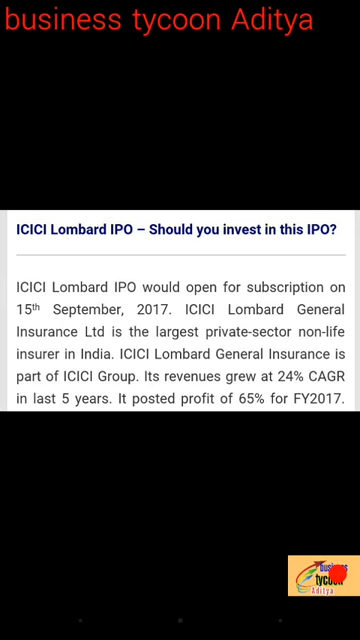 business tycoon Aditya
ICICI Lombard IPO – Should you invest in this IPO?
ICICI Lombard IPO would open for subscription on
15th September, 2017. ICICI Lombard General
Insurance Ltd is the largest private-sector non-life
insurer in India. ICICI Lombard General Insurance is
part of ICICI Group. Its revenues grew at 24% CAGR
in last 5 years. It posted profit of 65% for FY2017.
business
tycoon
Aditya